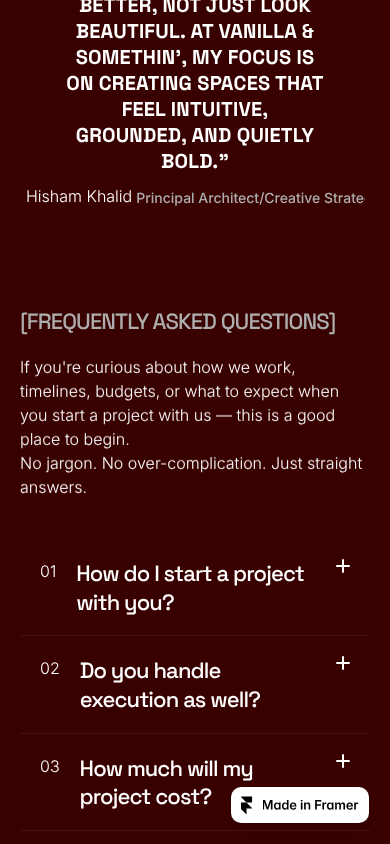 BETTER, NOT JUST LOOK
BEAUTIFUL. AT VANILLA &
SOMETHIN', MY FOCUS IS
ON CREATING SPACES THAT
FEEL INTUITIVE,
GROUNDED, AND QUIETLY
BOLD.”
Hisham Khalid Principal Architect/Creative Strate
[FREQUENTLY ASKED QUESTIONS]
If you're curious about how we work,
timelines, budgets, or what to expect when
you start a project with us — this is a good
place to begin.
No jargon. No over-complication. Just straight
answers.
01 How do I start a project
with you?
02 Do you handle
execution as well?
03 How much will my
project cost?
Made in Framer